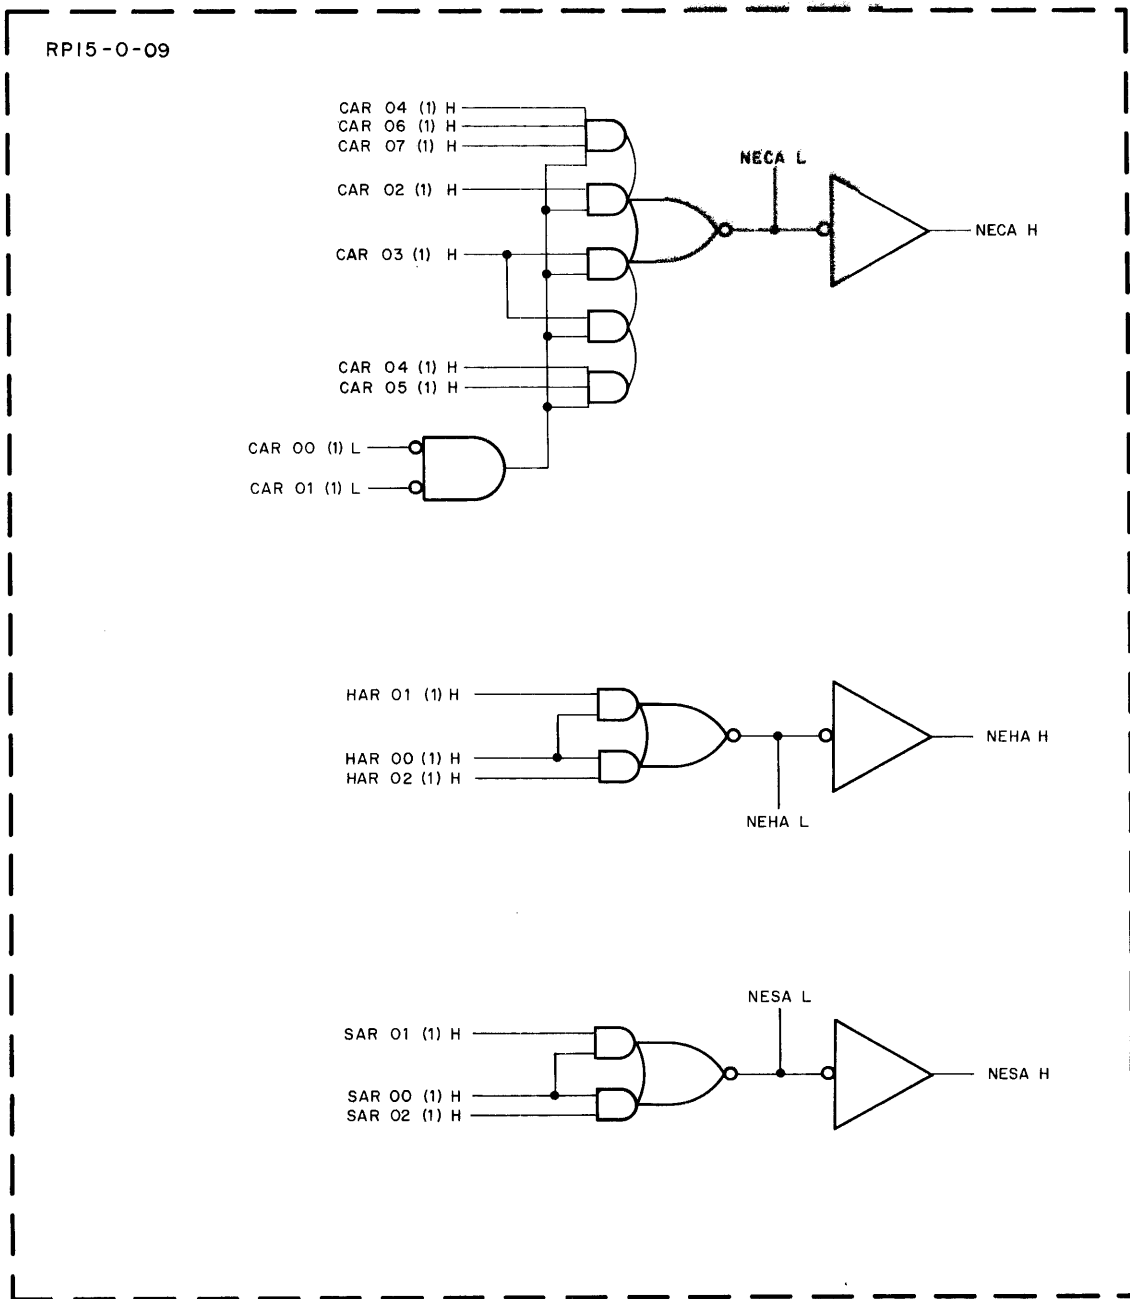 RP15-0-09
CAR 04 (1) H
CAR 06 (1) H
CAR 07 (1) H
NECA L
CAR 02 (1) H
NECA H
CAR 03 (1) H
CAR 04 (1) H
CAR 05 (1) H
CAR 00 (1) L
CAR 01 (1) L
HAR 01 (1) H
NEHA H
HAR 00 (1) H
HAR 02 (1) H
NEHA L
NESA L
SAR 01 (1) H
NESA H
SAR 00 (1) H
SAR 02 (1) H